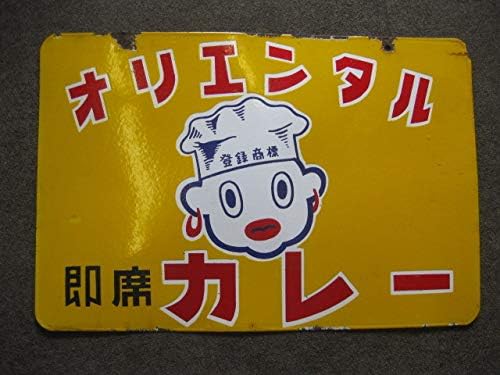 オリエンタル
登録商標
即席カレー